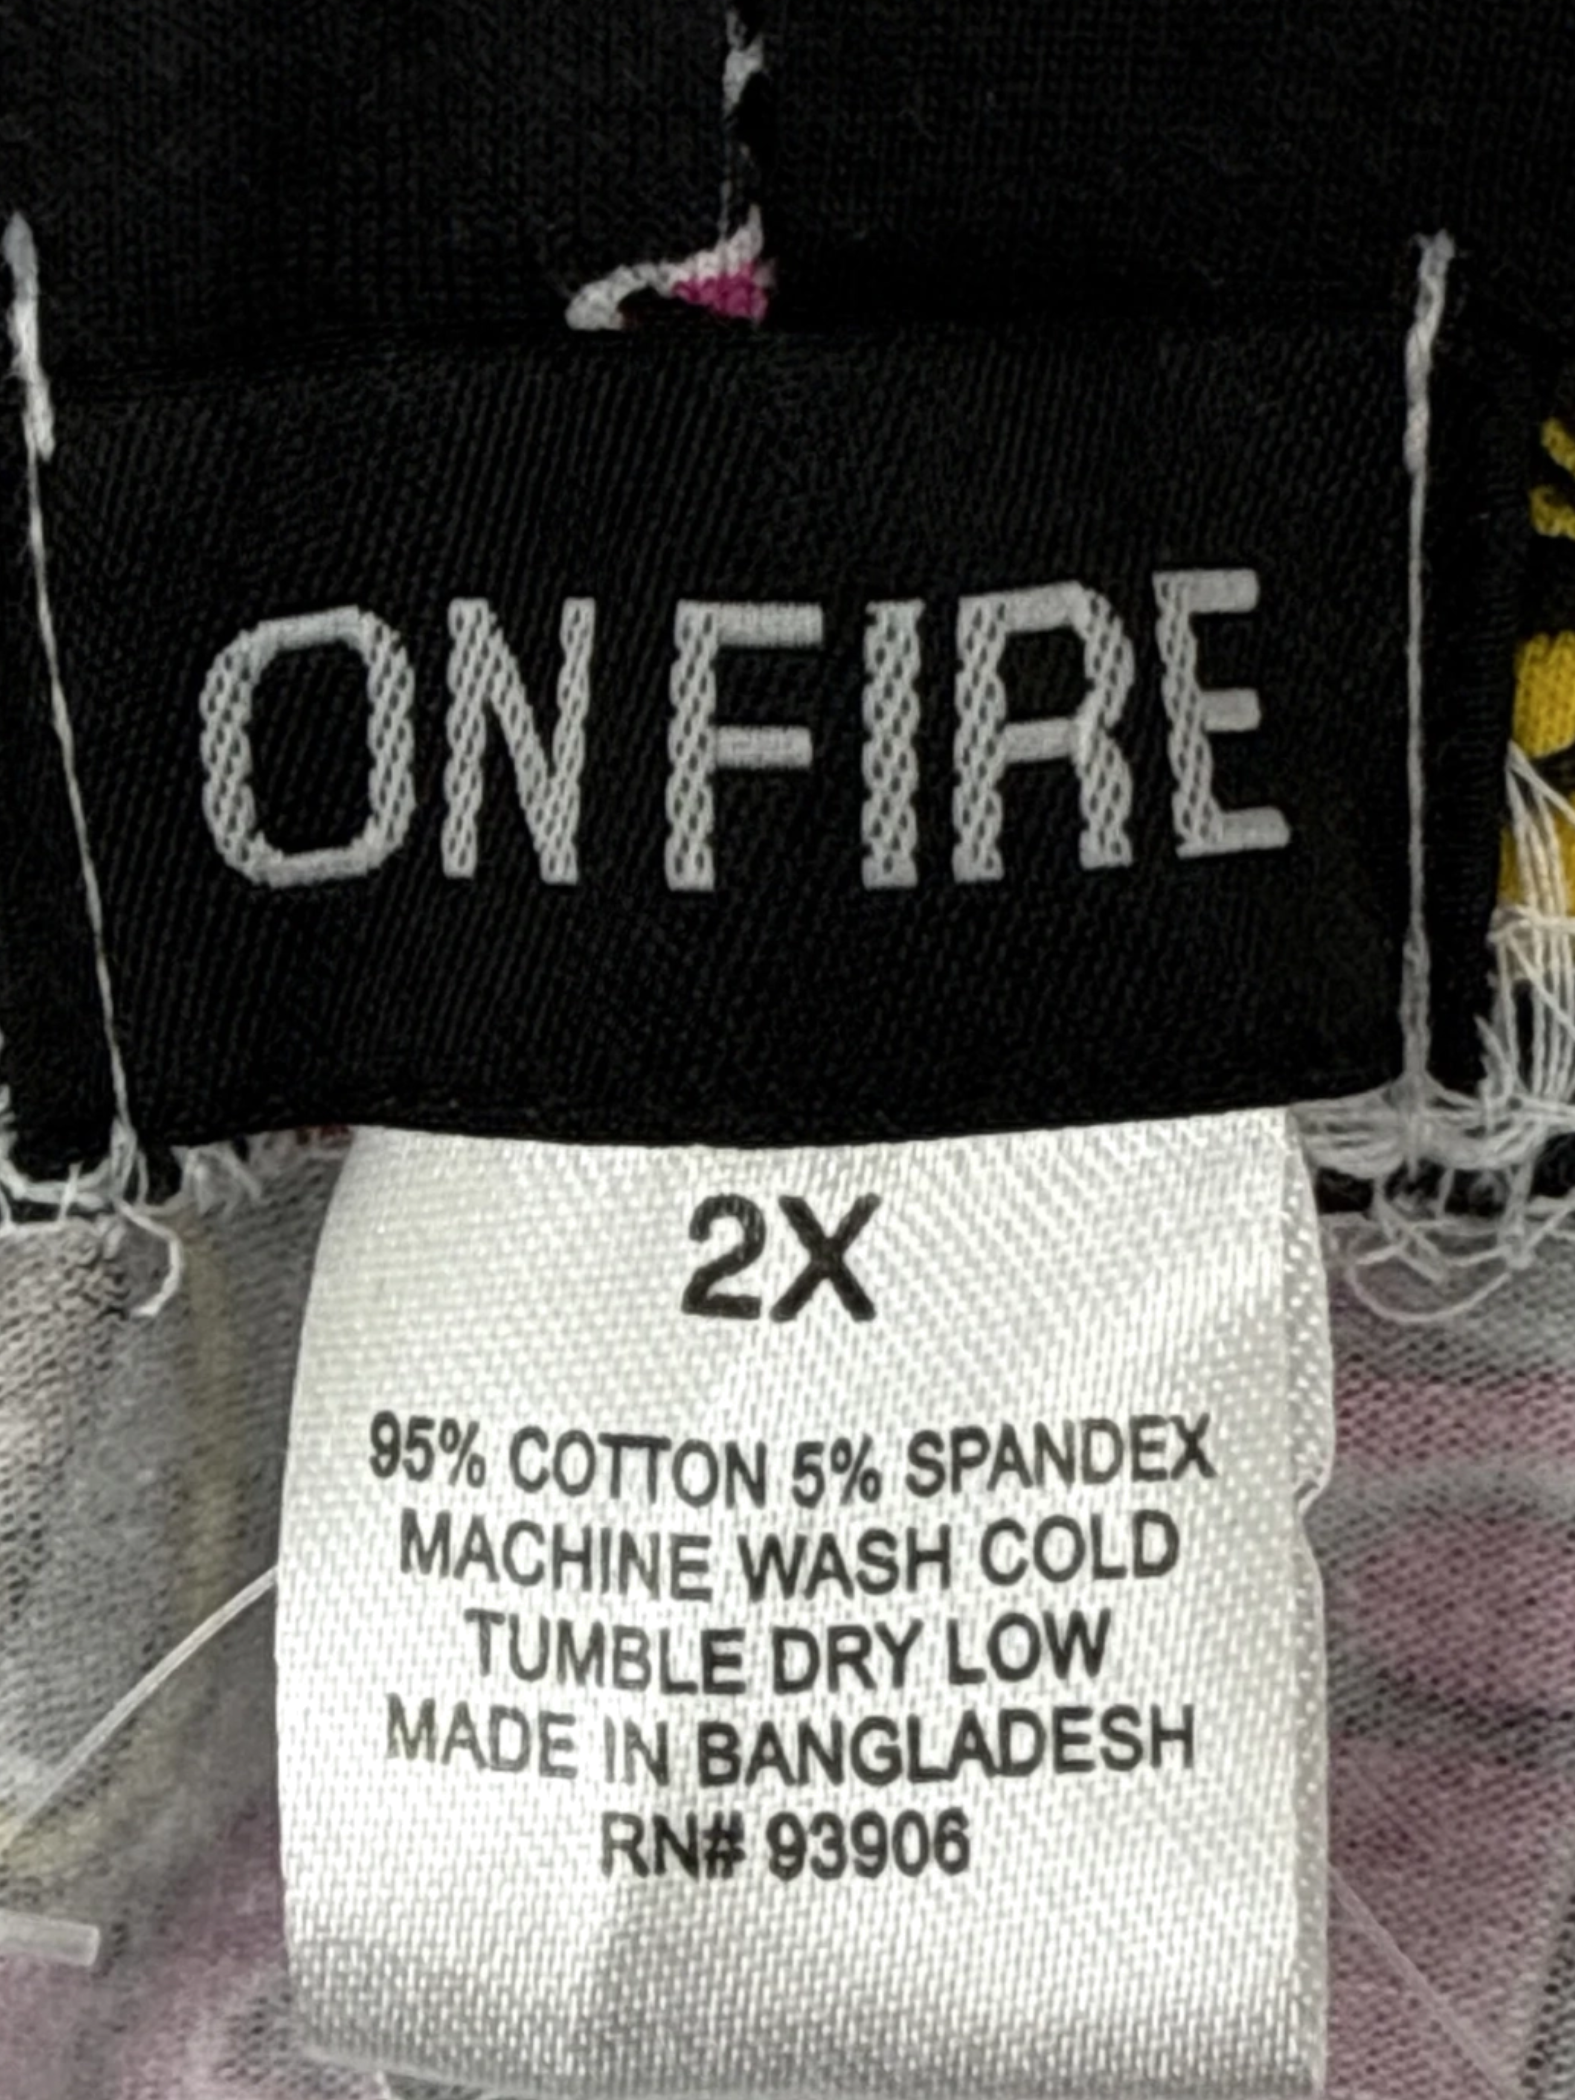 ON FIRE
2X
95% COTTON 5% SPANDEX
MACHINE WASH COLD
TUMBLE DRY LOW
MADE IN BANGLADESH
RN# 93906